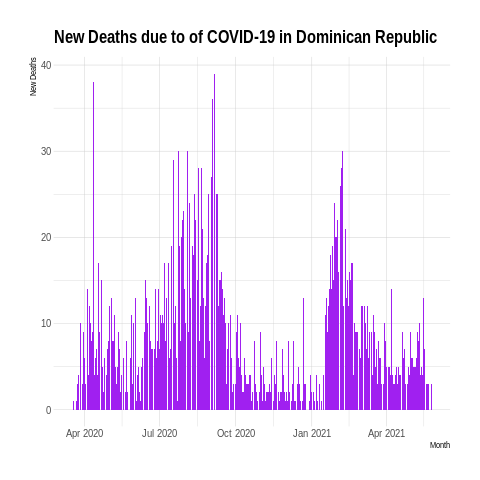 New Deaths due to of COVID-19 in Dominican Republic
New Deaths
40
30
20
10
0
Apr 2020 Jul 2020 Oct 2020 Jan 2021 Apr 2021
Month